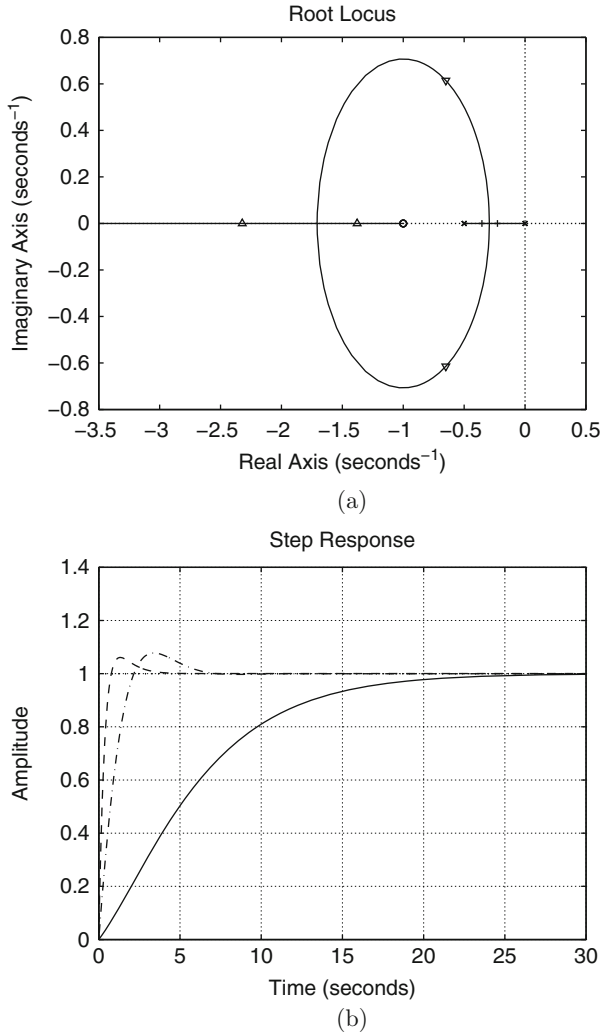 Root Locus
0.8
0.6
0.4
0.2
0
−0.2
−0.4
−0.6
−0.8
Imaginary Axis (seconds⁻¹)
−3.5 −3 −2.5 −2 −1.5 −1 −0.5 0 0.5
Real Axis (seconds⁻¹)
(a)
Step Response
1.4
1.2
1
0.8
0.6
0.4
0.2
0
Amplitude
0 5 10 15 20 25 30
Time (seconds)
(b)